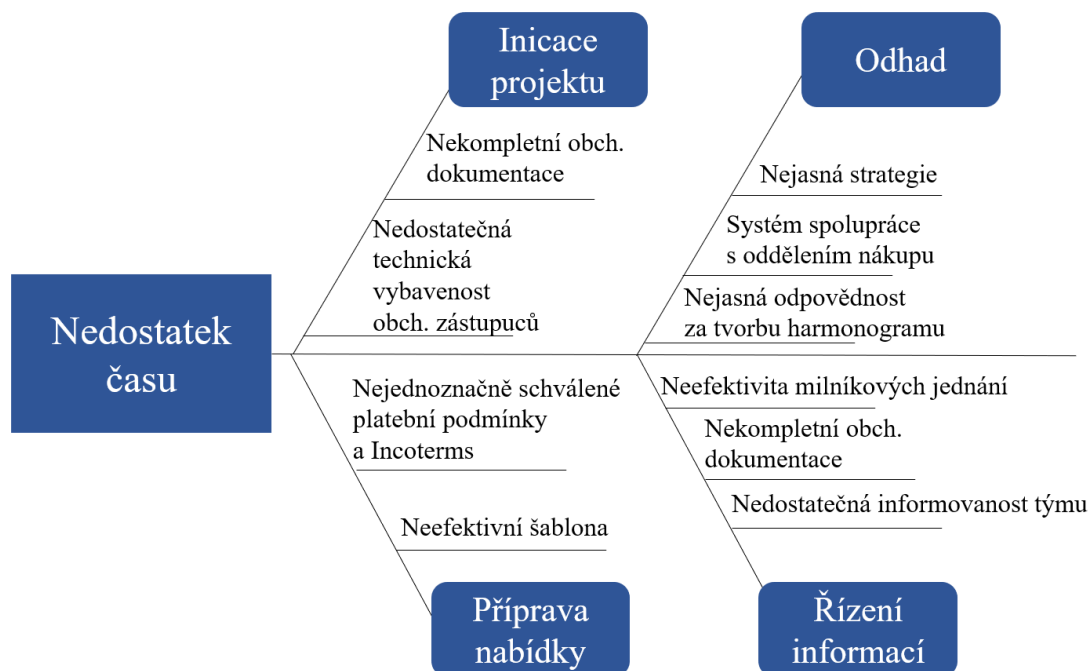 Inicace
projektu
Odhad
Nekompletní obch.
dokumentace
Nedostatečná
technická
vybavenost
obch. zástupuců
Nejasná strategie
Systém spolupráce
s oddělením nákupu
Nejasná odpovědnost
za tvorbu harmonogramu
Nedostatek
času
Nejednoznačně schválené
platební podmínky
a Incoterms
Neefektivní šablona
Neefektivita milníkových jednání
Nekompletní obch.
dokumentace
Nedostatečná informovanost týmu
Příprava
nabídky
Řízení
informací